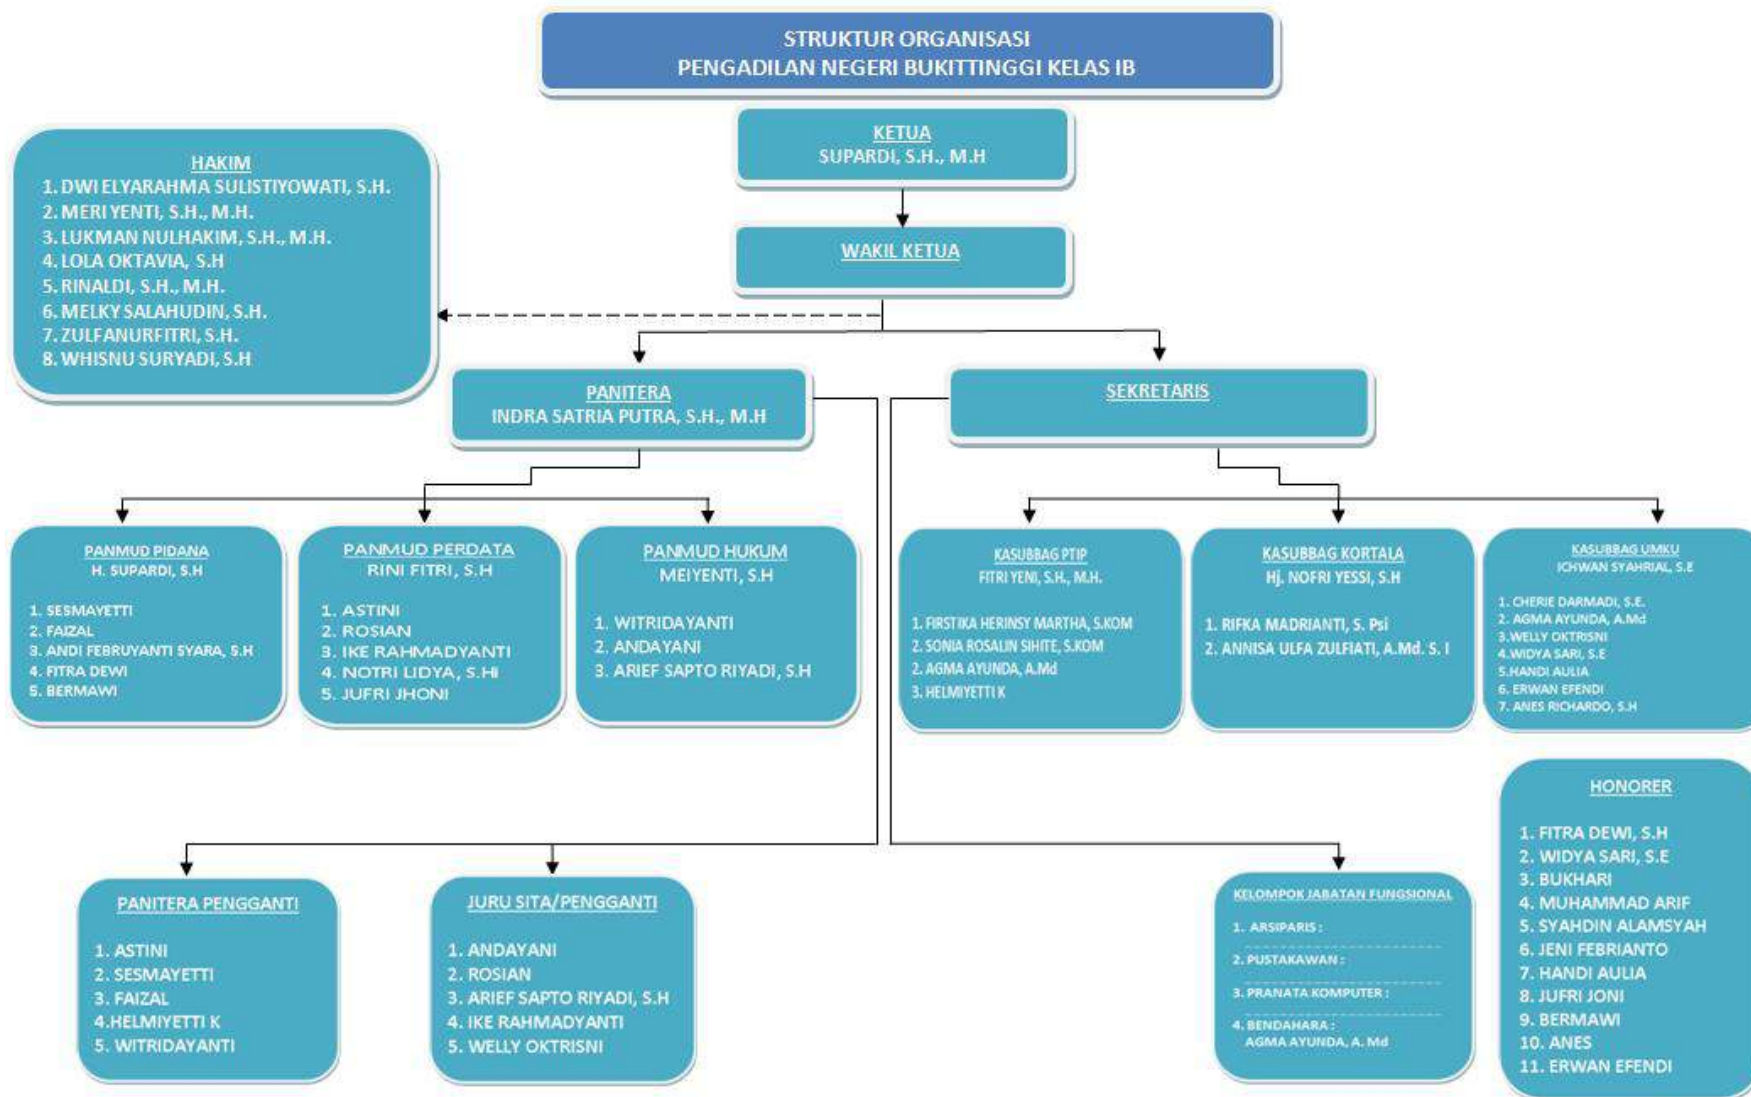 STRUKTUR ORGANISASI
PENGADILAN NEGERI BUKITTINGGI KELAS IB
KETUA
SUPARDI, S.H., M.H
WAKIL KETUA
HAKIM
1. DWI ELYARAHMA SULISTIYOWATI, S.H.
2. MERI YENTI, S.H., M.H.
3. LUKMAN NULHAKIM, S.H., M.H.
4. LOLA OKTAVIA, S.H
5. RINALDI, S.H., M.H.
6. MELKY SALAHUDIN, S.H.
7. ZULFANURFITRI, S.H.
8. WHISNU SURYADI, S.H
PANITERA
INDRA SATRIA PUTRA, S.H., M.H
SEKRETARIS
PANMUD PIDANA
H. SUPARDI, S.H
1. SESMAYETTI
2. FAIZAL
3. ANDI FEBRUYANTI SYARA, S.H
4. FITRA DEWI
5. BERMAWI
PANMUD PERDATA
RINI FITRI, S.H
1. ASTINI
2. ROSIAN
3. IKE RAHMADYANTI
4. NOTRI LIDYA, S.Hi
5. JUFRI JHONI
PANMUD HUKUM
MEIYENTI, S.H
1. WITRIDAYANTI
2. ANDAYANI
3. ARIEF SAPTO RIYADI, S.H
KASUBBAG PTIP
FITRI YENI, S.H., M.H.
1. FIRSTIKA HERINSY MARTHA, S.KOM
2. SONIA ROSALIN SIHITE, S.KOM
2. AGMA AYUNDA, A.Md
3. HELMIYETTI K
KASUBBAG KORTALA
Hj. NOFRI YESSI, S.H
1. RIFKA MADRIANTI, S. Psi
2. ANNISA ULFA ZULFIATI, A.Md. S. I
KASUBBAG UMKU
ICHWAN SYAHRIAL, S.E
1. CHERIE DARMADI, S.E.
2. AGMA AYUNDA, A.Md
3.WELLY OKTRISNI
4.WIDYA SARI, S.E
5.HANDI AULIA
6. ERWAN EFENDI
7. ANES RICHARDO, S.H
PANITERA PENGGANTI
1. ASTINI
2. SESMAYETTI
3. FAIZAL
4.HELMIYETTI K
5. WITRIDAYANTI
JURU SITA/PENGGANTI
1. ANDAYANI
2. ROSIAN
3. ARIEF SAPTO RIYADI, S.H
4. IKE RAHMADYANTI
5. WELLY OKTRISNI
KELOMPOK JABATAN FUNGSIONAL
1. ARSIPARIS :
2. PUSTAKAWAN :
3. PRANATA KOMPUTER :
4. BENDAHARA :
AGMA AYUNDA, A. Md
HONORER
1. FITRA DEWI, S.H
2. WIDYA SARI, S.E
3. BUKHARI
4. MUHAMMAD ARIF
5. SYAHDIN ALAMSYAH
6. JENI FEBRIANTO
7. HANDI AULIA
8. JUFRI JONI
9. BERMAWI
10. ANES
11. ERWAN EFENDI